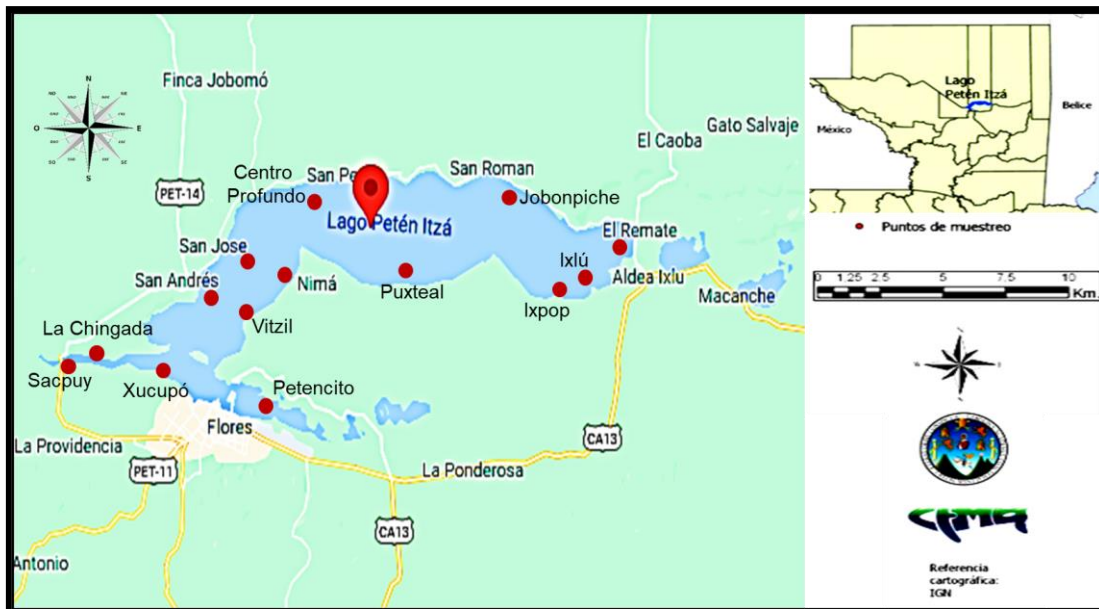 Finca Jobomó
N
O
E
S
PET-14
Centro
Profundo
San Pe
San Roman
El Caoba
Gato Salvaje
Jobonpiche
Lago Petén Itzá
San Jose
El Remate
Ixlú
Aldea Ixlu
San Andrés
Nimá
Puxteal
Ixpop
Macanche
Vitzil
La Chingada
Sacpuy
Xucupó
Petencito
Flores
La Providencia
PET-11
CA13
La Ponderosa
CA13
Antonio
Lago
Petén Itzá
México
Belice
Puntos de muestreo
0 1.25 2.5 5 7.5 10
Km.
CEMA
Referencia
cartográfica:
IGN